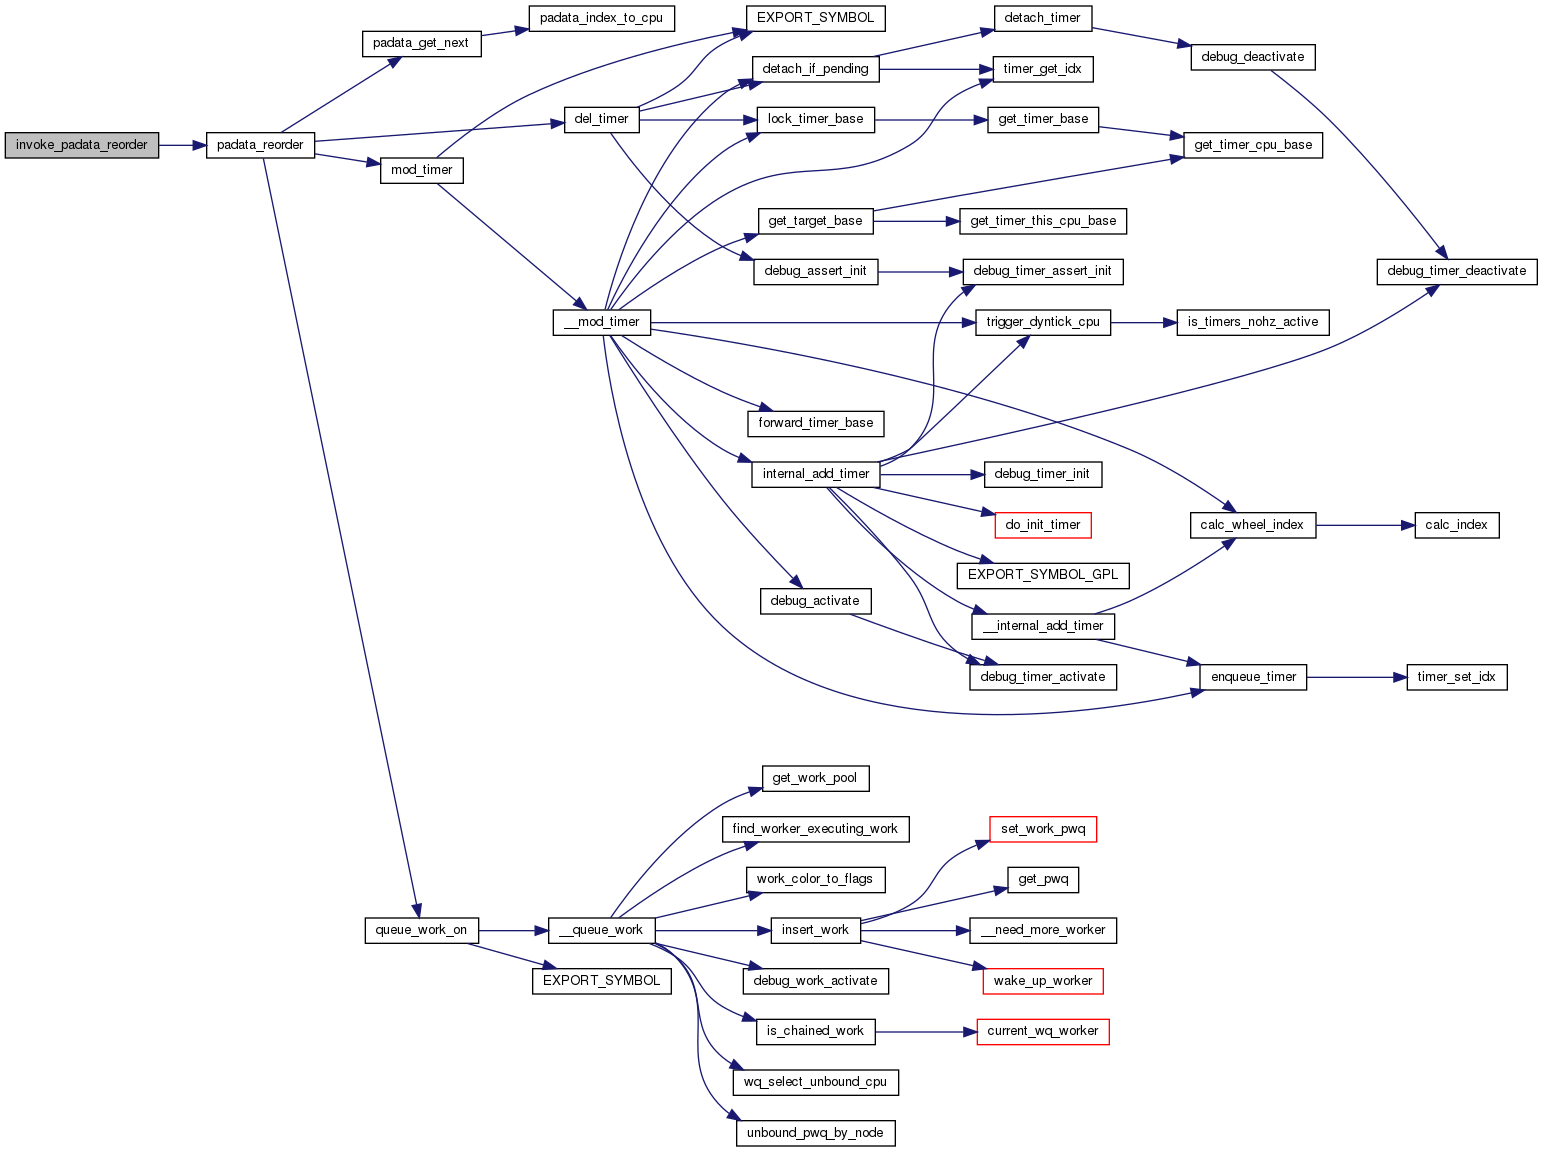 padata_index_to_cpu
EXPORT_SYMBOL
detach_timer
padata_get_next
debug_deactivate
detach_if_pending
timer_get_idx
del_timer
lock_timer_base
get_timer_base
invoke_padata_reorder
padata_reorder
get_timer_cpu_base
mod_timer
get_target_base
get_timer_this_cpu_base
debug_assert_init
debug_timer_assert_init
debug_timer_deactivate
__mod_timer
trigger_dyntick_cpu
is_timers_nohz_active
forward_timer_base
internal_add_timer
debug_timer_init
do_init_timer
calc_wheel_index
calc_index
EXPORT_SYMBOL_GPL
debug_activate
__internal_add_timer
debug_timer_activate
enqueue_timer
timer_set_idx
get_work_pool
find_worker_executing_work
set_work_pwq
work_color_to_flags
get_pwq
queue_work_on
__queue_work
insert_work
__need_more_worker
EXPORT_SYMBOL
debug_work_activate
wake_up_worker
is_chained_work
current_wq_worker
wq_select_unbound_cpu
unbound_pwq_by_node